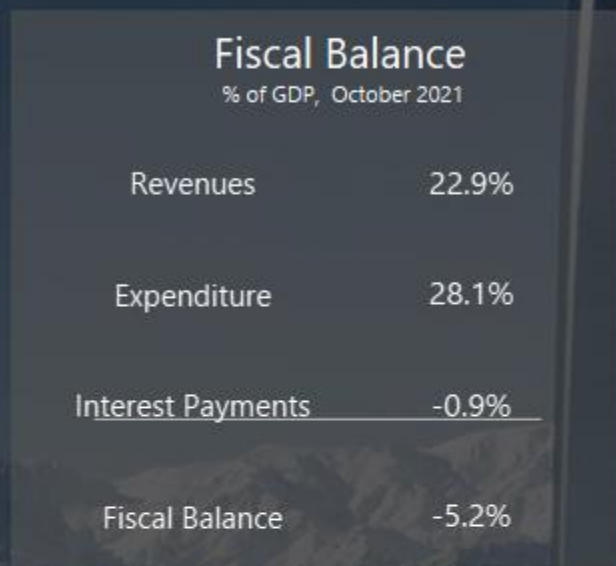 Fiscal Balance
% of GDP, October 2021
Revenues 22.9%
Expenditure 28.1%
Interest Payments -0.9%
Fiscal Balance -5.2%